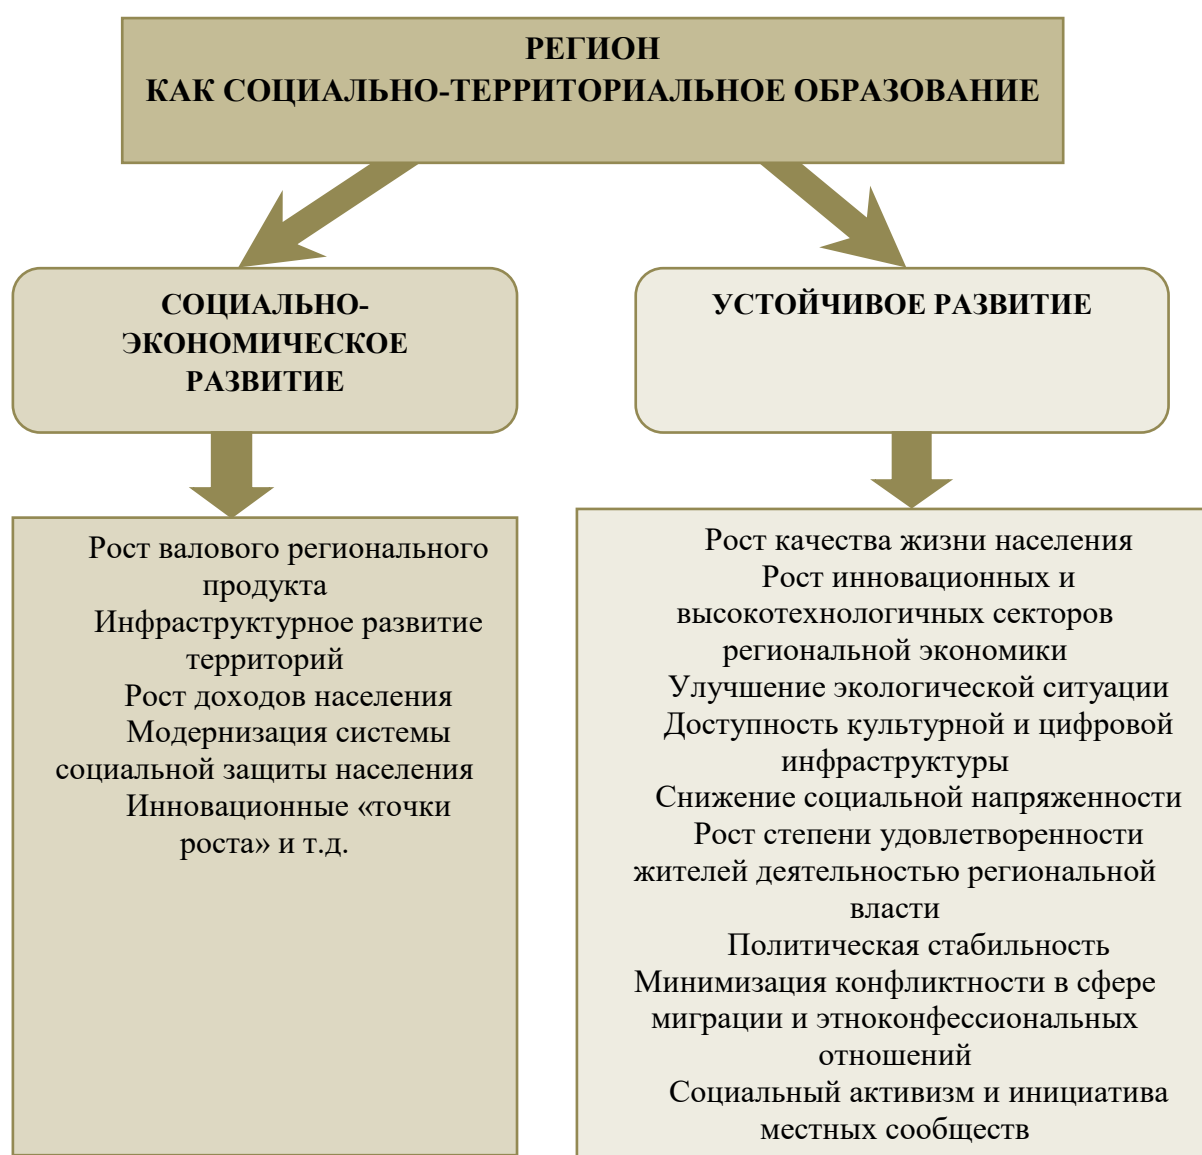 РЕГИОН
КАК СОЦИАЛЬНО-ТЕРРИТОРИАЛЬНОЕ ОБРАЗОВАНИЕ
СОЦИАЛЬНО-
ЭКОНОМИЧЕСКОЕ
РАЗВИТИЕ
УСТОЙЧИВОЕ РАЗВИТИЕ
Рост валового регионального
продукта
Инфраструктурное развитие
территорий
Рост доходов населения
Модернизация системы
социальной защиты населения
Инновационные «точки
роста» и т.д.
Рост качества жизни населения
Рост инновационных и
высокотехнологичных секторов
региональной экономики
Улучшение экологической ситуации
Доступность культурной и цифровой
инфраструктуры
Снижение социальной напряженности
Рост степени удовлетворенности
жителей деятельностью региональной
власти
Политическая стабильность
Минимизация конфликтности в сфере
миграции и этноконфессиональных
отношений
Социальный активизм и инициатива
местных сообществ